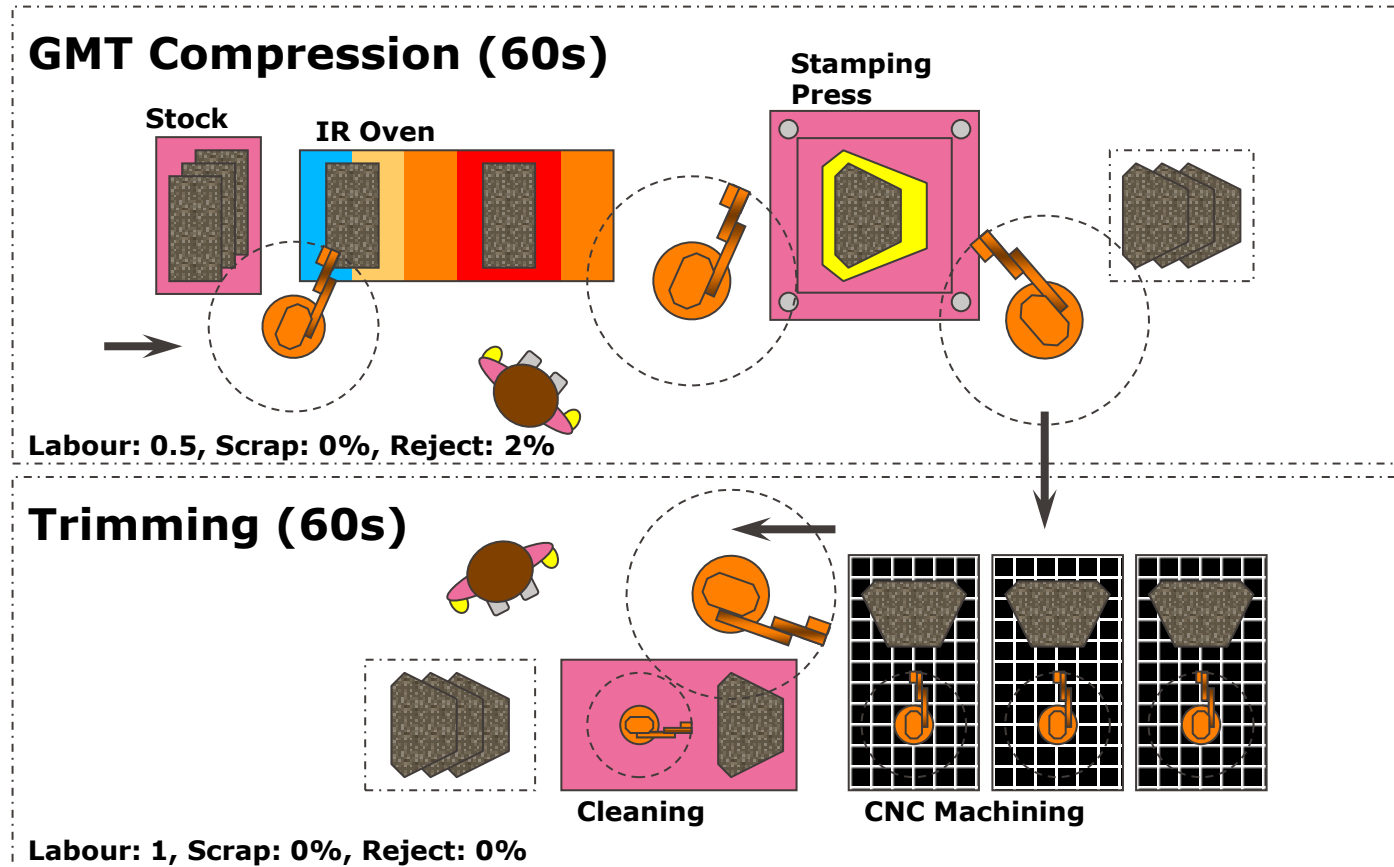 GMT Compression (60s)
Stamping
Press
Stock
IR Oven
Labour: 0.5, Scrap: 0%, Reject: 2%
Trimming (60s)
Cleaning
CNC Machining
Labour: 1, Scrap: 0%, Reject: 0%